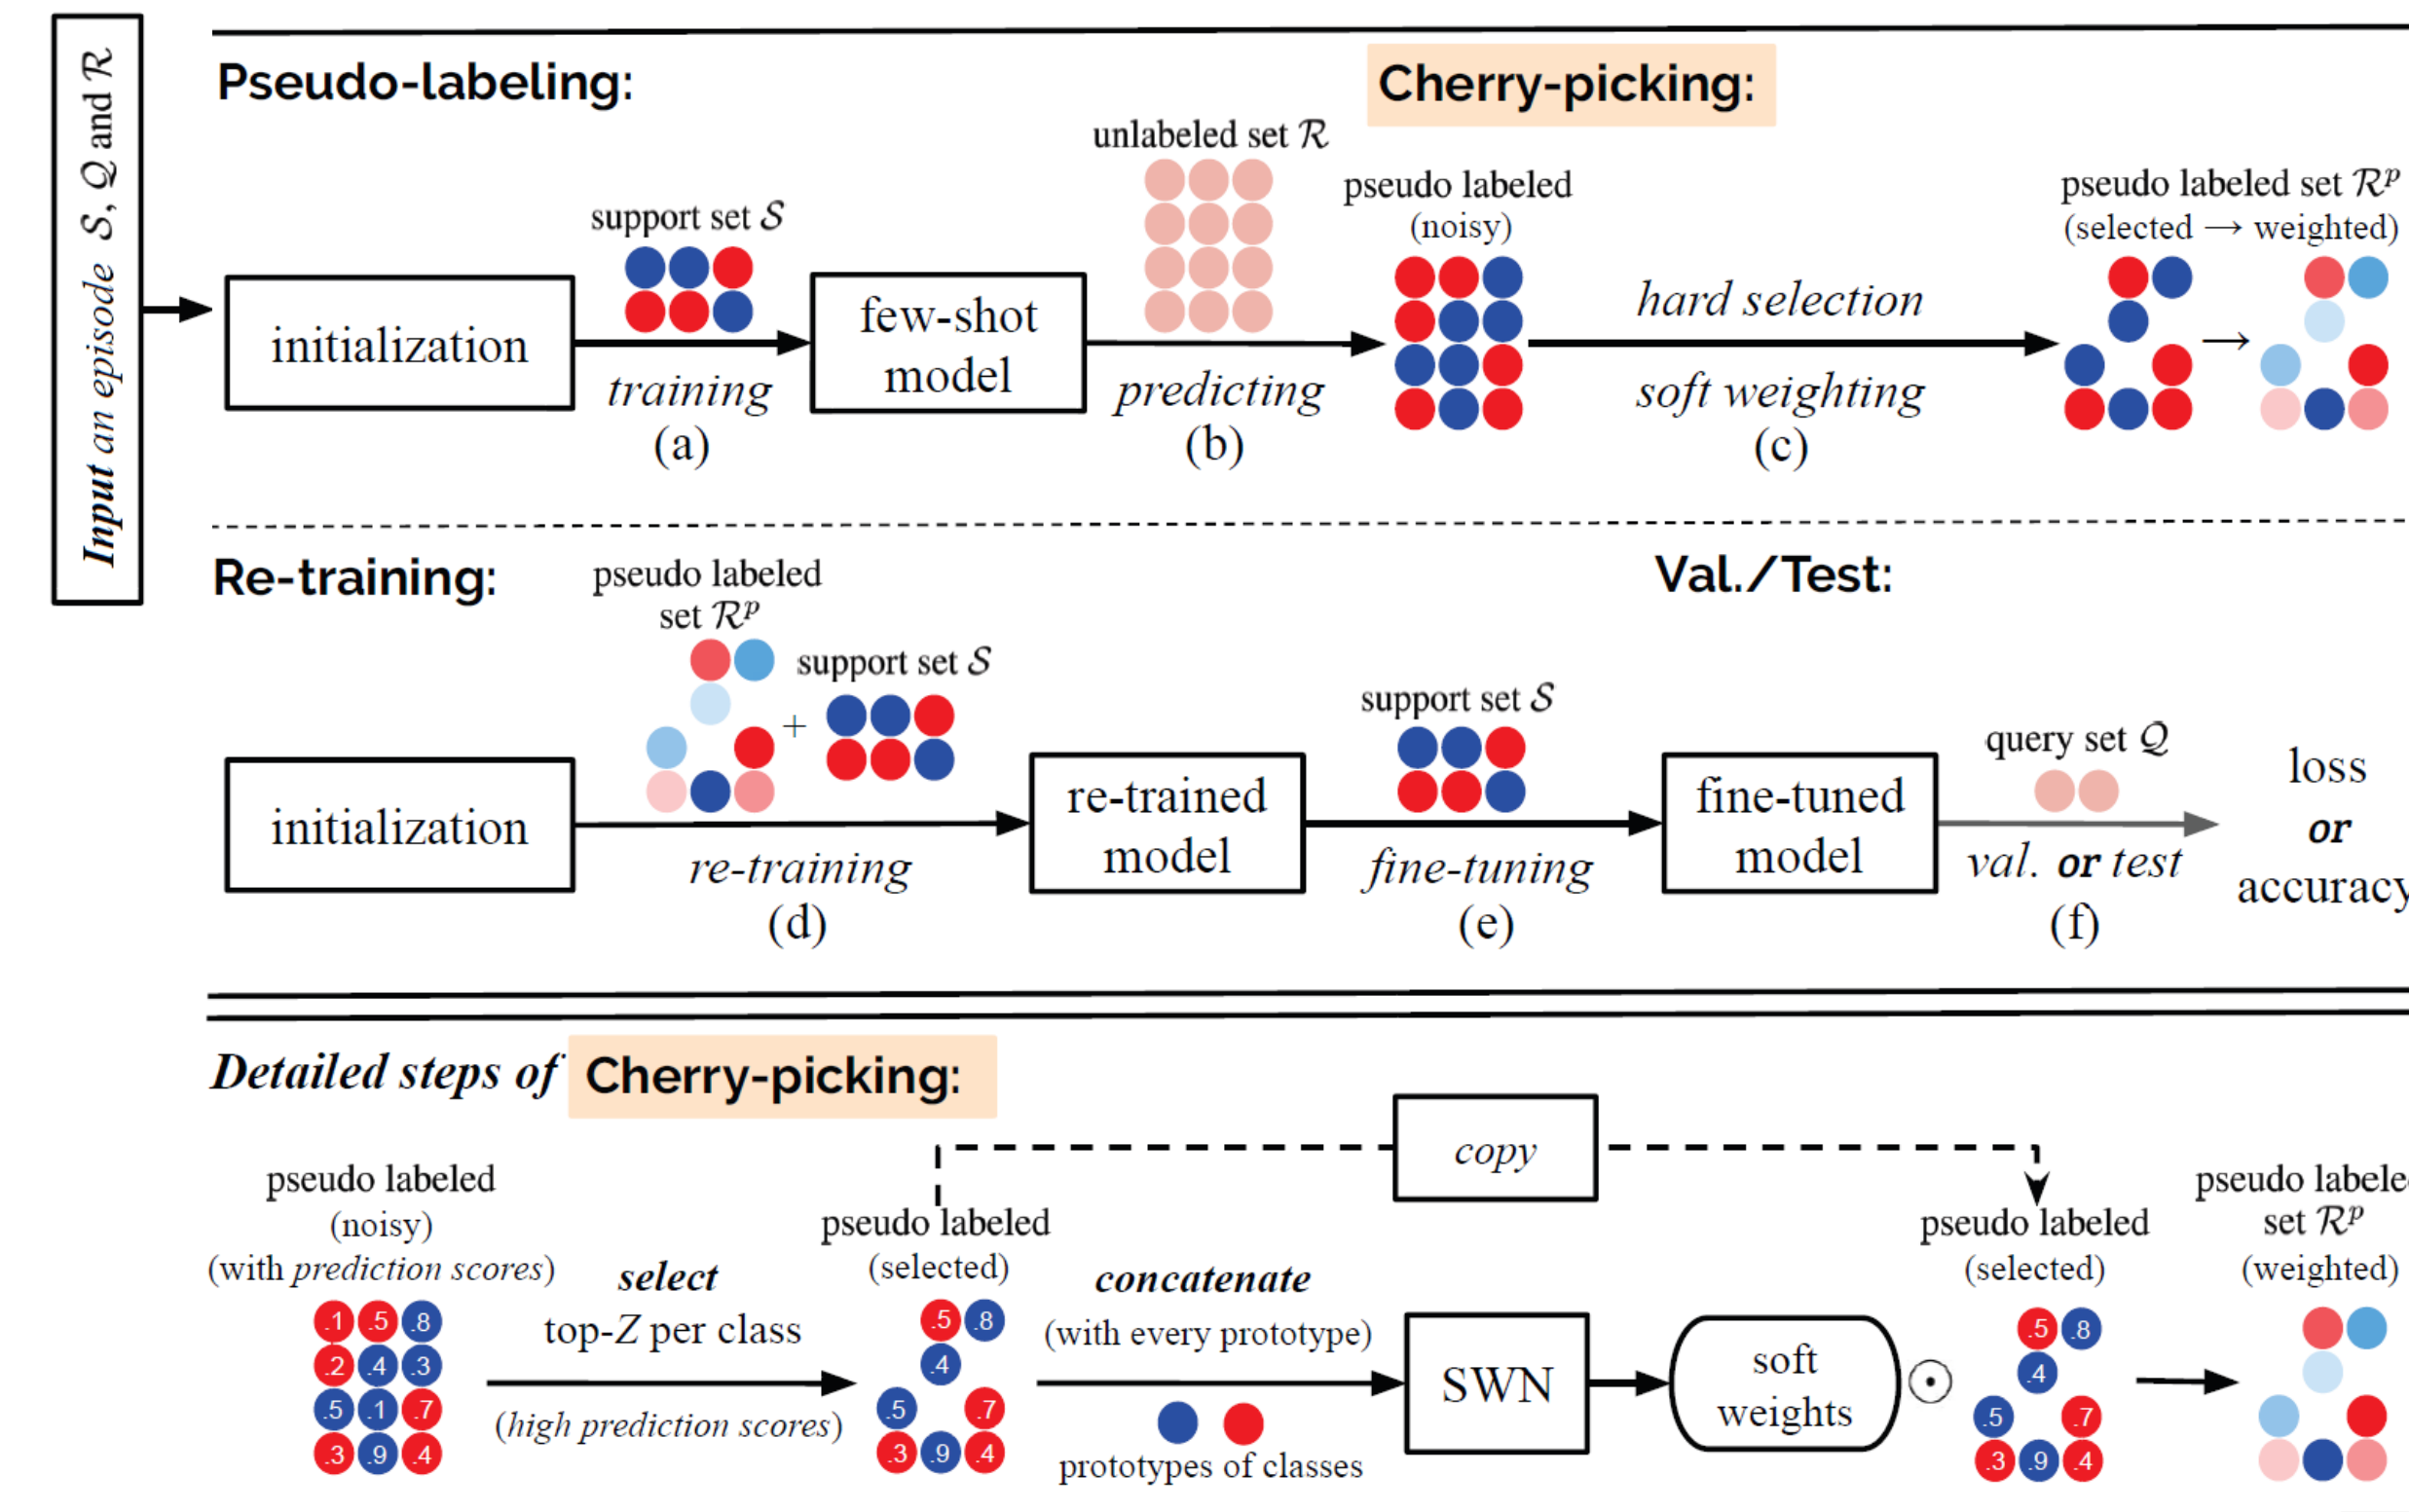 Input an episode 𝒮, 𝒬 and ℛ
Pseudo-labeling:
Cherry-picking:
support set 𝒮
unlabeled set ℛ
pseudo labeled
(noisy)
pseudo labeled set ℛᵖ
(selected → weighted)
initialization
training
(a)
few-shot
model
predicting
(b)
hard selection
soft weighting
(c)
→
Re-training:
Val./Test:
pseudo labeled
set ℛᵖ
+
support set 𝒮
support set 𝒮
query set 𝒬
initialization
re-training
(d)
re-trained
model
fine-tuning
(e)
fine-tuned
model
val. or test
(f)
loss
or
accuracy
Detailed steps of
Cherry-picking:
copy
pseudo labeled
(noisy)
(with prediction scores)
.1 .5 .8
.2 .4 .3
.5 .1 .7
.3 .9 .4
select
top-Z per class
(high prediction scores)
pseudo labeled
(selected)
.5 .8
.4
.5 .7
.3 .9 .4
concatenate
(with every prototype)
prototypes of classes
SWN
soft
weights
⊙
pseudo labeled
(selected)
.5 .8
.4
.5 .7
.3 .9 .4
pseudo labele
set ℛᵖ
(weighted)